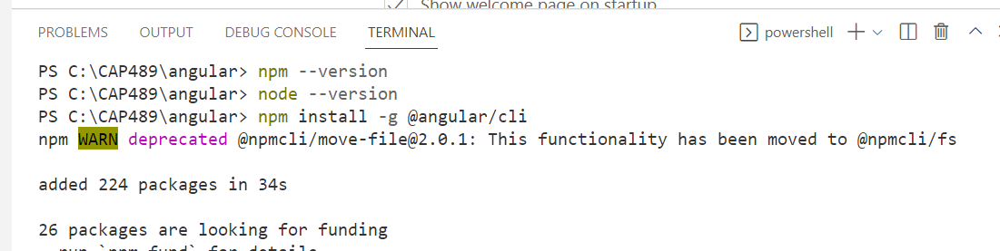 Show welcome page on startup
PROBLEMS OUTPUT DEBUG CONSOLE TERMINAL powershell
PS C:\CAP489\angular> npm --version
PS C:\CAP489\angular> node --version
PS C:\CAP489\angular> npm install -g @angular/cli
npm WARN deprecated @npmcli/move-file@2.0.1: This functionality has been moved to @npmcli/fs
added 224 packages in 34s
26 packages are looking for funding
run `npm fund` for details